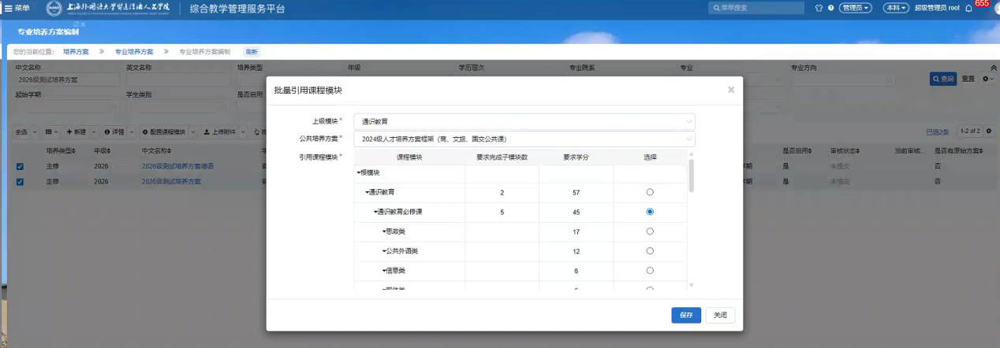 菜单 上海外国语大学贤达经济人文学院 综合教学管理服务平台 菜单搜索 管理员 本科 超级管理员 root 655
专业培养方案编制
您的当前位置: 培养方案 » 专业培养方案 » 专业培养方案编制 刷新
中文名称 英文名称 培养类型 年级 学历层次 专业院系 专业 专业方向
2026级测试培养方案 查询 重置
起始学期 学生类别 是否启用
全选 新建 详情 配置课程模块 上传附件 已选2条 1-2 of 2
培养类型 年级 中文名称 是否启用 审核状态 当前审核... 是否有原始方案
主修 2026 2026级测试培养方案德语 期 是 未提交 否
主修 2026 2026级测试培养方案 期 是 未提交 否
批量引用课程模块 ×
上级模块* 通识教育
公共培养方案* 2024级人才培养方案框架（商、文旅、国交公共课）
引用课程模块* 课程模块 要求完成子模块数 要求学分 选择
根模块
通识教育 2 57
通识教育必修课 5 45
思政类 17
公共外语类 12
信息类 6
保存 关闭